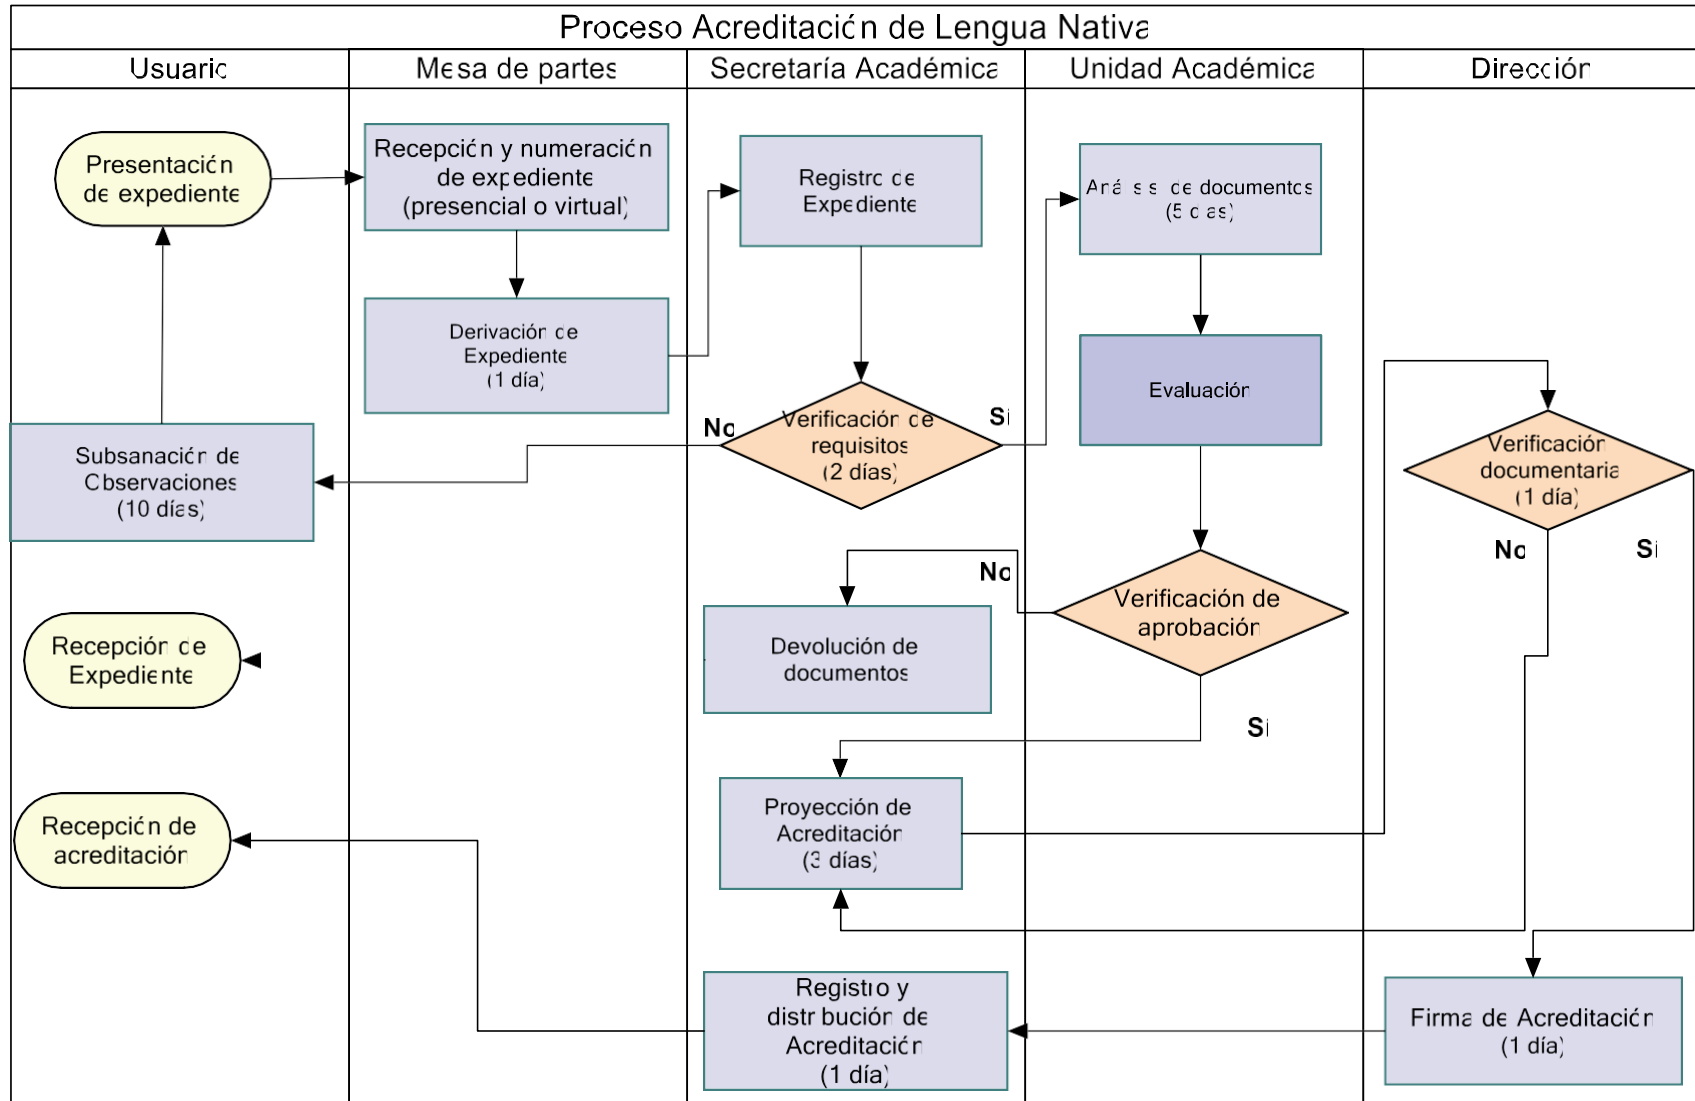 Proceso Acreditación de Lengua Nativa
Usuario
Mesa de partes
Secretaría Académica
Unidad Académica
Dirección
Presentación
de expediente
Recepción y numeración
de expediente
(presencial o virtual)
Registro de
Expediente
Análisis de documentos
(5 días)
Derivación de
Expediente
(1 día)
Evaluación
No
Verificación de
requisitos
(2 días)
Si
Verificación
documentaria
(1 día)
Subsanación de
Observaciones
(10 días)
No
Si
No
Verificación de
aprobación
Devolución de
documentos
Recepción de
Expediente
Si
Proyección de
Acreditación
(3 días)
Recepción de
acreditación
Registro y
distribución de
Acreditación
(1 día)
Firma de Acreditación
(1 día)